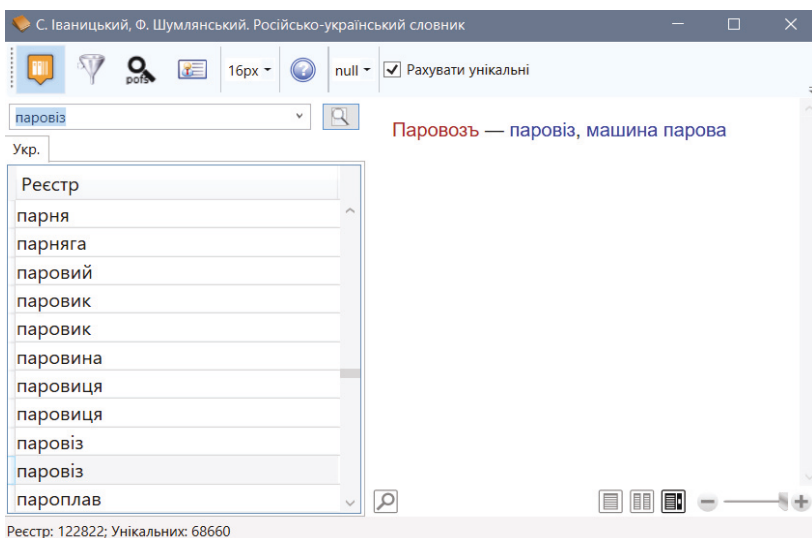 С. Іваницький, Ф. Шумлянський. Російсько-український словник
pofs 16px null Рахувати унікальні
паровіз
Укр.
Реєстр
парня
парняга
паровий
паровик
паровик
паровина
паровиця
паровиця
паровіз
паровіз
пароплав
Паровозъ — паровіз, машина парова
Реєстр: 122822; Унікальних: 68660